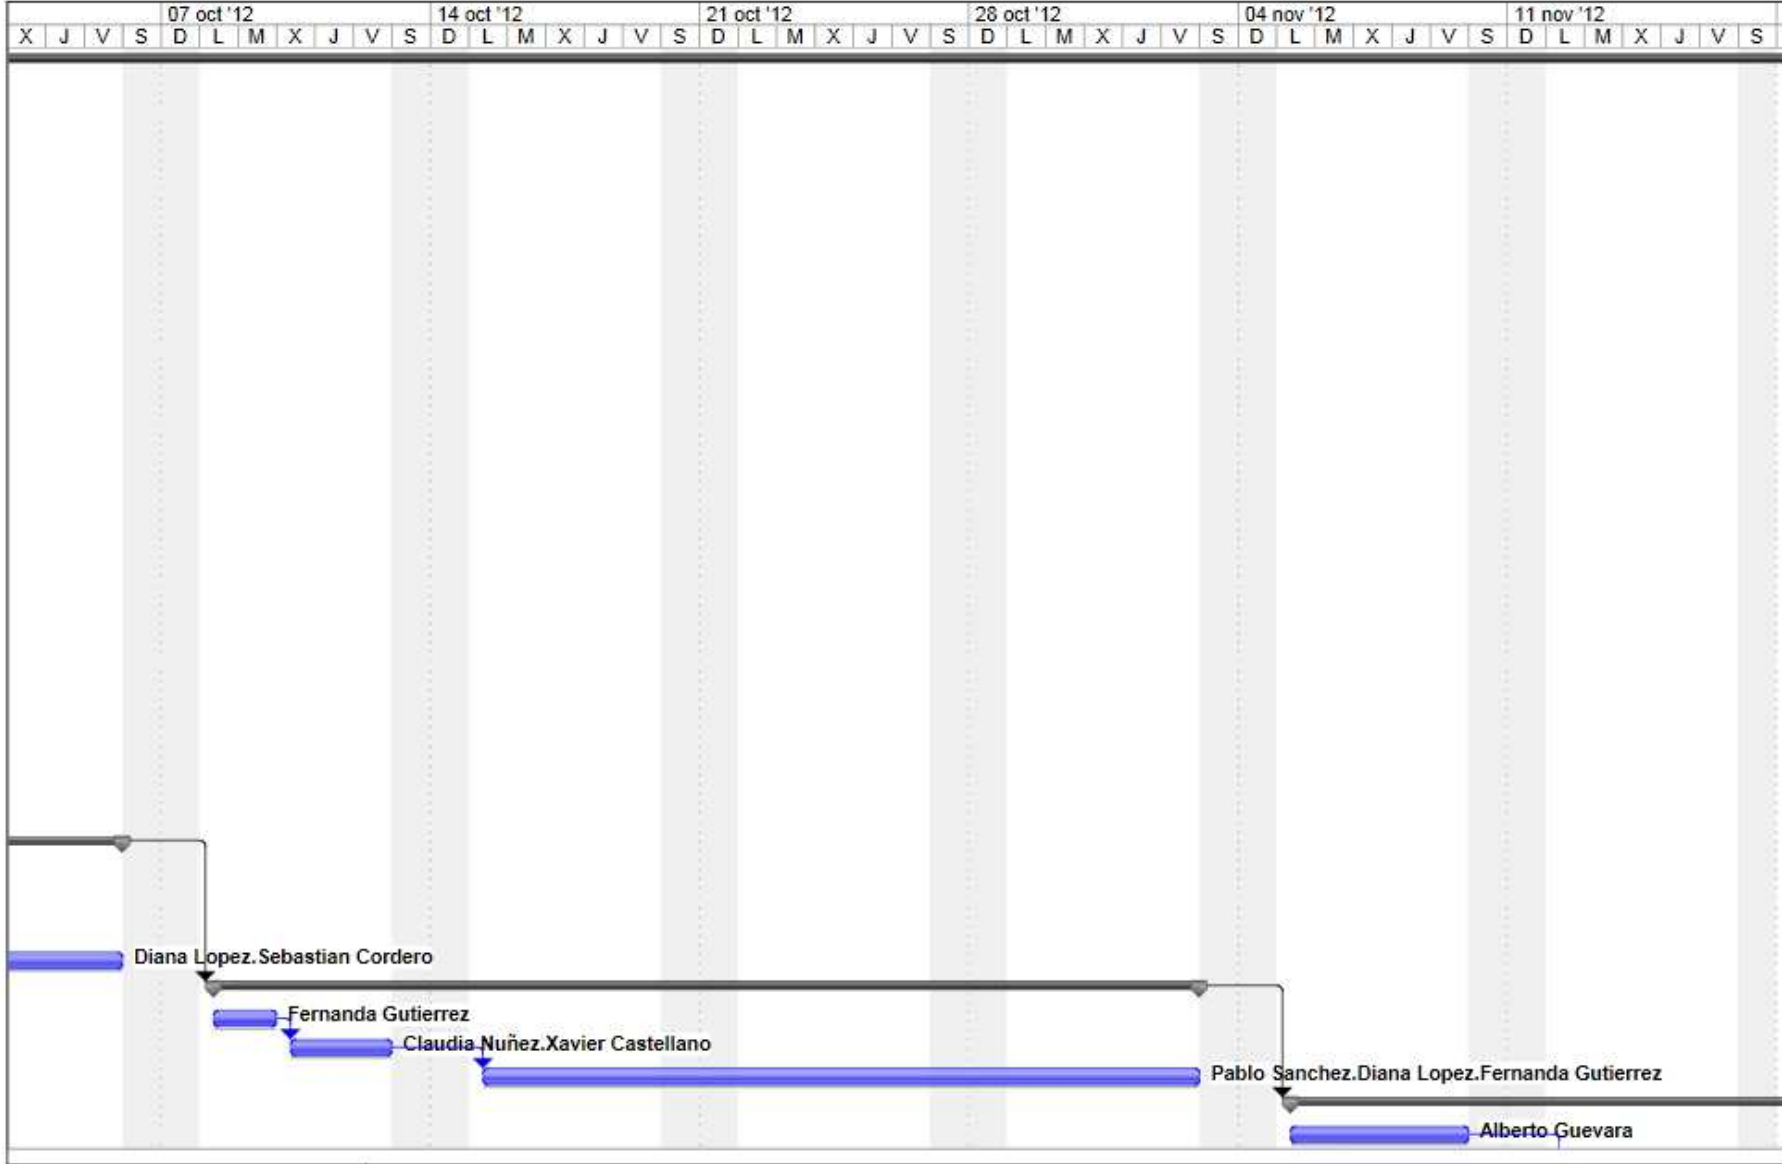 07 oct '12 14 oct '12 21 oct '12 28 oct '12 04 nov '12 11 nov '12
X J V S D L M X J V S D L M X J V S D L M X J V S D L M X J V S D L M X J V S D L M X J V S
Diana Lopez.Sebastian Cordero
Fernanda Gutierrez
Claudia Nuñez.Xavier Castellano
Pablo Sanchez.Diana Lopez.Fernanda Gutierrez
Alberto Guevara